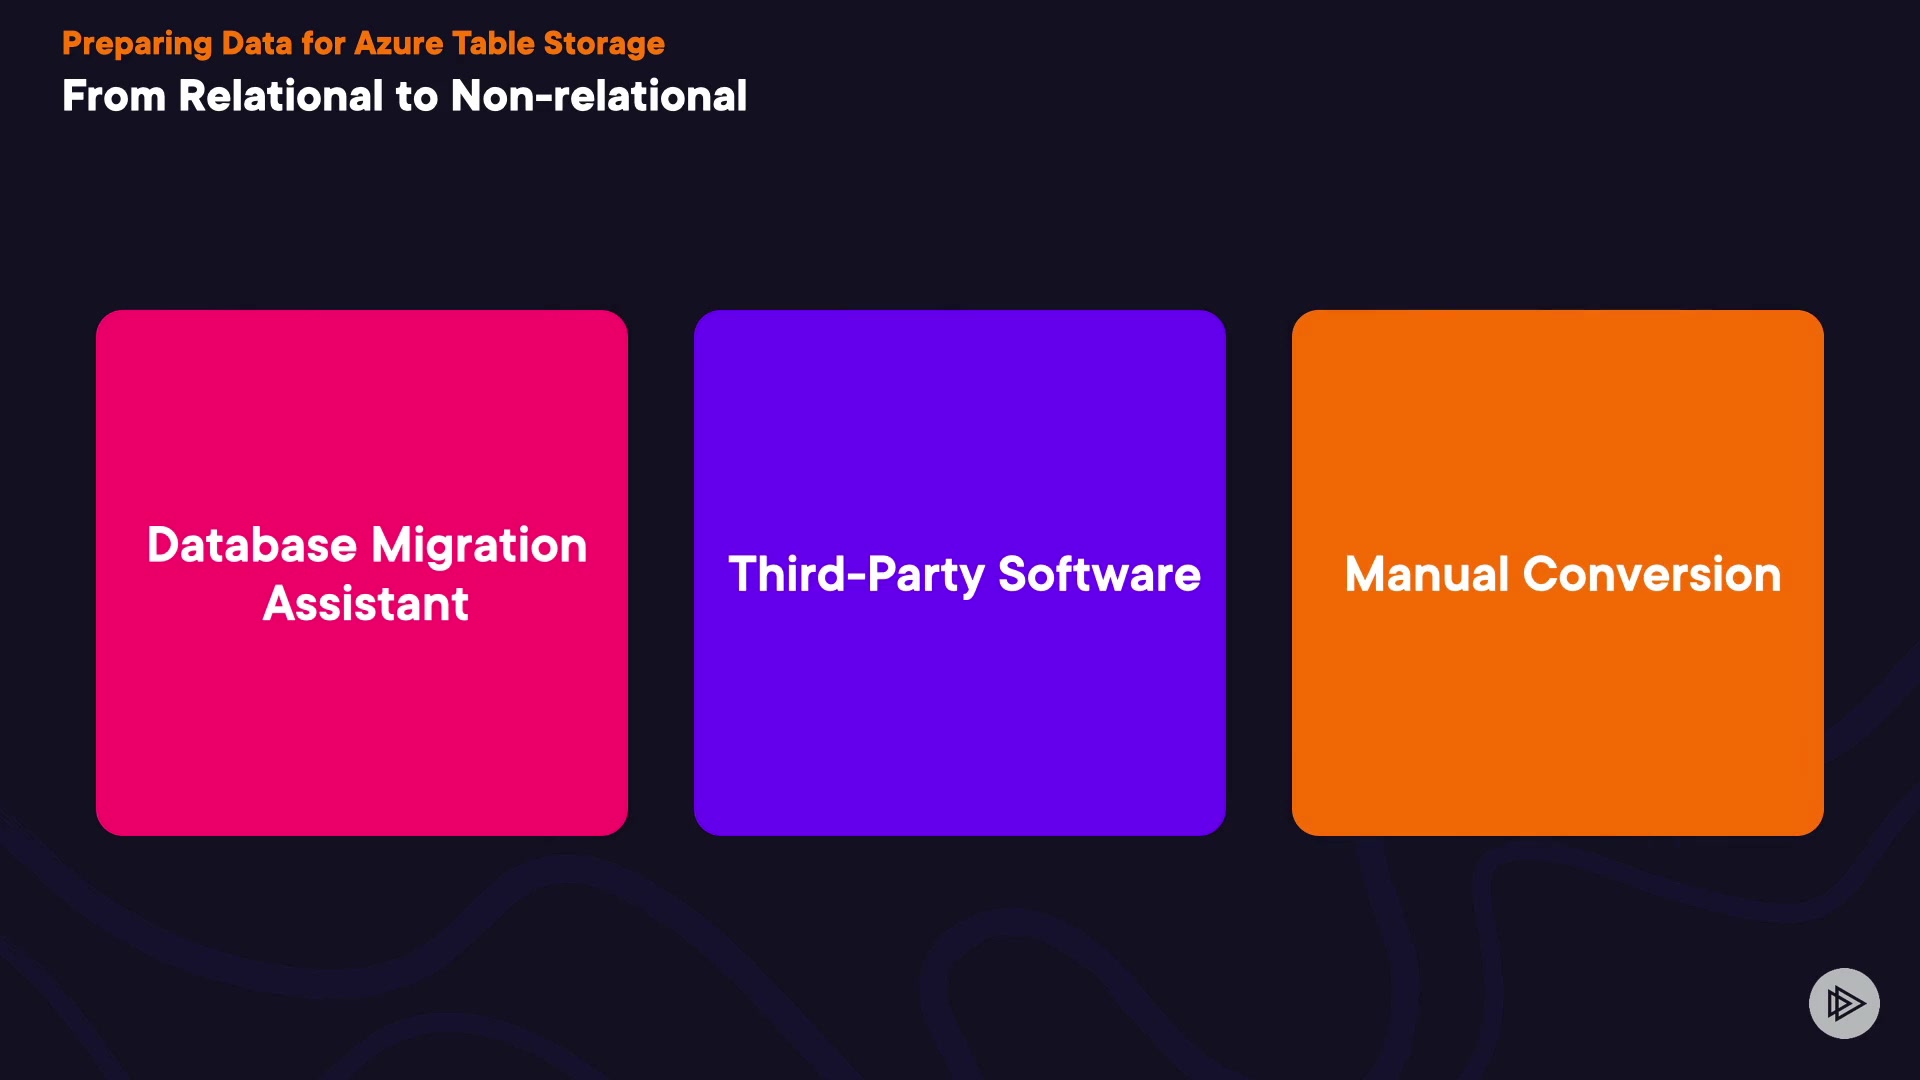 Preparing Data for Azure Table Storage
From Relational to Non-relational
Database Migration
Assistant
Third-Party Software
Manual Conversion